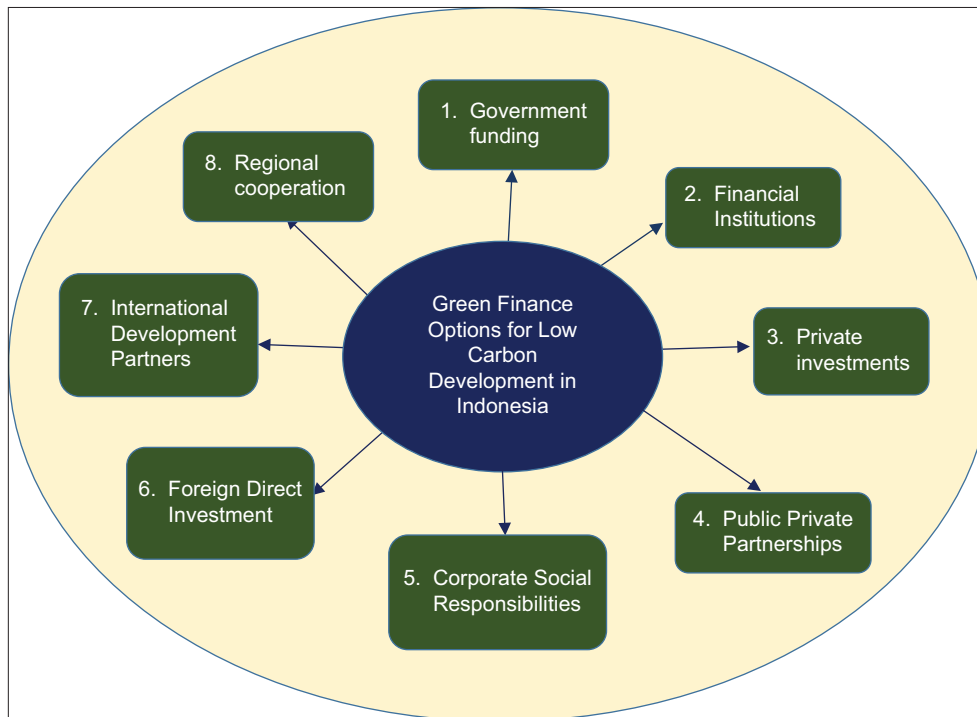 1. Government
funding
2. Financial
Institutions
3. Private
investments
4. Public Private
Partnerships
5. Corporate Social
Responsibilities
6. Foreign Direct
Investment
7. International
Development
Partners
8. Regional
cooperation
Green Finance
Options for Low
Carbon
Development in
Indonesia